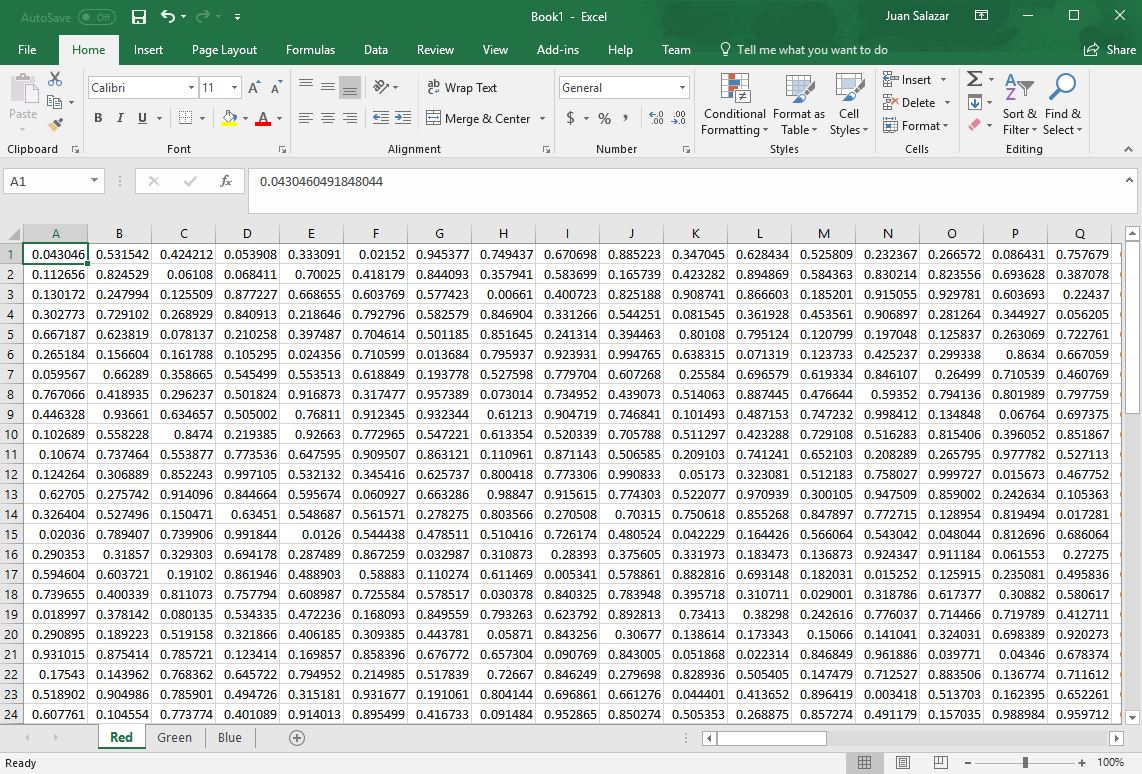 AutoSave Off Book1 - Excel Juan Salazar
File Home Insert Page Layout Formulas Data Review View Add-ins Help Team Tell me what you want to do Share
Paste
Clipboard
Calibri 11
B I U A
Font
ab Wrap Text
Merge & Center
Alignment
General
$ % ,
Number
Conditional Formatting
Format as Table
Cell Styles
Styles
Insert
Delete
Format
Cells
Sort & Filter
Find & Select
Editing
A1 fx 0.0430460491848044
A B C D E F G H I J K L M N O P Q
1 0.043046 0.531542 0.424212 0.053908 0.333091 0.02152 0.945377 0.749437 0.670698 0.885223 0.347045 0.628434 0.525809 0.232367 0.266572 0.086431 0.757679
2 0.112656 0.824529 0.06108 0.068411 0.70025 0.418179 0.844093 0.357941 0.583699 0.165739 0.423282 0.894869 0.584363 0.830214 0.823556 0.693628 0.387078
3 0.130172 0.247994 0.125509 0.877227 0.668655 0.603769 0.577423 0.00661 0.400723 0.825188 0.908741 0.866603 0.185201 0.915055 0.929781 0.603693 0.22437
4 0.302773 0.729102 0.268929 0.840913 0.218646 0.792796 0.582579 0.846904 0.331266 0.544251 0.081545 0.361928 0.453561 0.906897 0.281264 0.344927 0.056205
5 0.667187 0.623819 0.078137 0.210258 0.397487 0.704614 0.501185 0.851645 0.241314 0.394463 0.80108 0.795124 0.120799 0.197048 0.125837 0.263069 0.722761
6 0.265184 0.156604 0.161788 0.105295 0.024356 0.710599 0.013684 0.795937 0.923931 0.994765 0.638315 0.071319 0.123733 0.425237 0.299338 0.8634 0.667059
7 0.059567 0.66289 0.358665 0.545499 0.553513 0.618849 0.193778 0.527598 0.779704 0.607268 0.25584 0.696579 0.619334 0.846107 0.26499 0.710539 0.460769
8 0.767066 0.418935 0.296237 0.501824 0.916873 0.317477 0.957389 0.073014 0.734952 0.439073 0.514063 0.887445 0.476644 0.59352 0.794136 0.801989 0.797759
9 0.446328 0.93661 0.634657 0.505002 0.76811 0.912345 0.932344 0.61213 0.904719 0.746841 0.101493 0.487153 0.747232 0.998412 0.134848 0.06764 0.697375
10 0.102689 0.558228 0.8474 0.219385 0.92663 0.772965 0.547221 0.613354 0.520339 0.705788 0.511297 0.423288 0.729108 0.516283 0.815406 0.396052 0.851867
11 0.10674 0.737464 0.553877 0.773536 0.647595 0.909507 0.863121 0.110961 0.871143 0.506585 0.209103 0.741241 0.652103 0.208289 0.265795 0.977782 0.527113
12 0.124264 0.306889 0.852243 0.997105 0.532132 0.345416 0.625737 0.800418 0.773306 0.990833 0.05173 0.323081 0.512183 0.758027 0.999727 0.015673 0.467752
13 0.62705 0.275742 0.914096 0.844664 0.595674 0.060927 0.663286 0.98847 0.915615 0.774303 0.522077 0.970939 0.300105 0.947509 0.859002 0.242634 0.105363
14 0.326404 0.527496 0.150471 0.63451 0.548687 0.561571 0.278275 0.803566 0.270508 0.70315 0.750618 0.855268 0.847897 0.772715 0.128954 0.819494 0.017281
15 0.02036 0.789407 0.739906 0.991844 0.0126 0.544438 0.478511 0.510416 0.726174 0.480524 0.042229 0.164426 0.566064 0.543042 0.048044 0.812696 0.686064
16 0.290353 0.31857 0.329303 0.694178 0.287489 0.867259 0.032987 0.310873 0.28393 0.375605 0.331973 0.183473 0.136873 0.924347 0.911184 0.061553 0.27275
17 0.594604 0.603721 0.19102 0.861946 0.488903 0.58883 0.110274 0.611469 0.005341 0.578861 0.882816 0.693148 0.182031 0.015252 0.125915 0.235081 0.495836
18 0.739655 0.400339 0.811073 0.757794 0.608987 0.725584 0.578517 0.030378 0.840325 0.783948 0.395718 0.310711 0.029001 0.318786 0.617377 0.30882 0.580617
19 0.018997 0.378142 0.080135 0.534335 0.472236 0.168093 0.849559 0.793263 0.623792 0.892813 0.73413 0.38298 0.242616 0.776037 0.714466 0.719789 0.412711
20 0.290895 0.189223 0.519158 0.321866 0.406185 0.309385 0.443781 0.05871 0.843256 0.30677 0.138614 0.173343 0.15066 0.141041 0.324031 0.698389 0.920273
21 0.931015 0.875414 0.785721 0.123414 0.169857 0.858396 0.676772 0.657304 0.090769 0.843005 0.051868 0.022314 0.846849 0.961886 0.039771 0.04346 0.678374
22 0.17543 0.143962 0.768362 0.645722 0.794952 0.214985 0.517839 0.72667 0.846249 0.279698 0.828936 0.505405 0.147479 0.712527 0.883506 0.136774 0.711612
23 0.518902 0.904986 0.785901 0.494726 0.315181 0.931677 0.191061 0.804144 0.696861 0.661276 0.044401 0.413652 0.896419 0.003418 0.513703 0.162395 0.652261
24 0.607761 0.104554 0.773774 0.401089 0.914013 0.895499 0.416733 0.091484 0.952865 0.850274 0.505353 0.268875 0.857274 0.491179 0.157035 0.988984 0.959712
Red Green Blue
Ready 100%